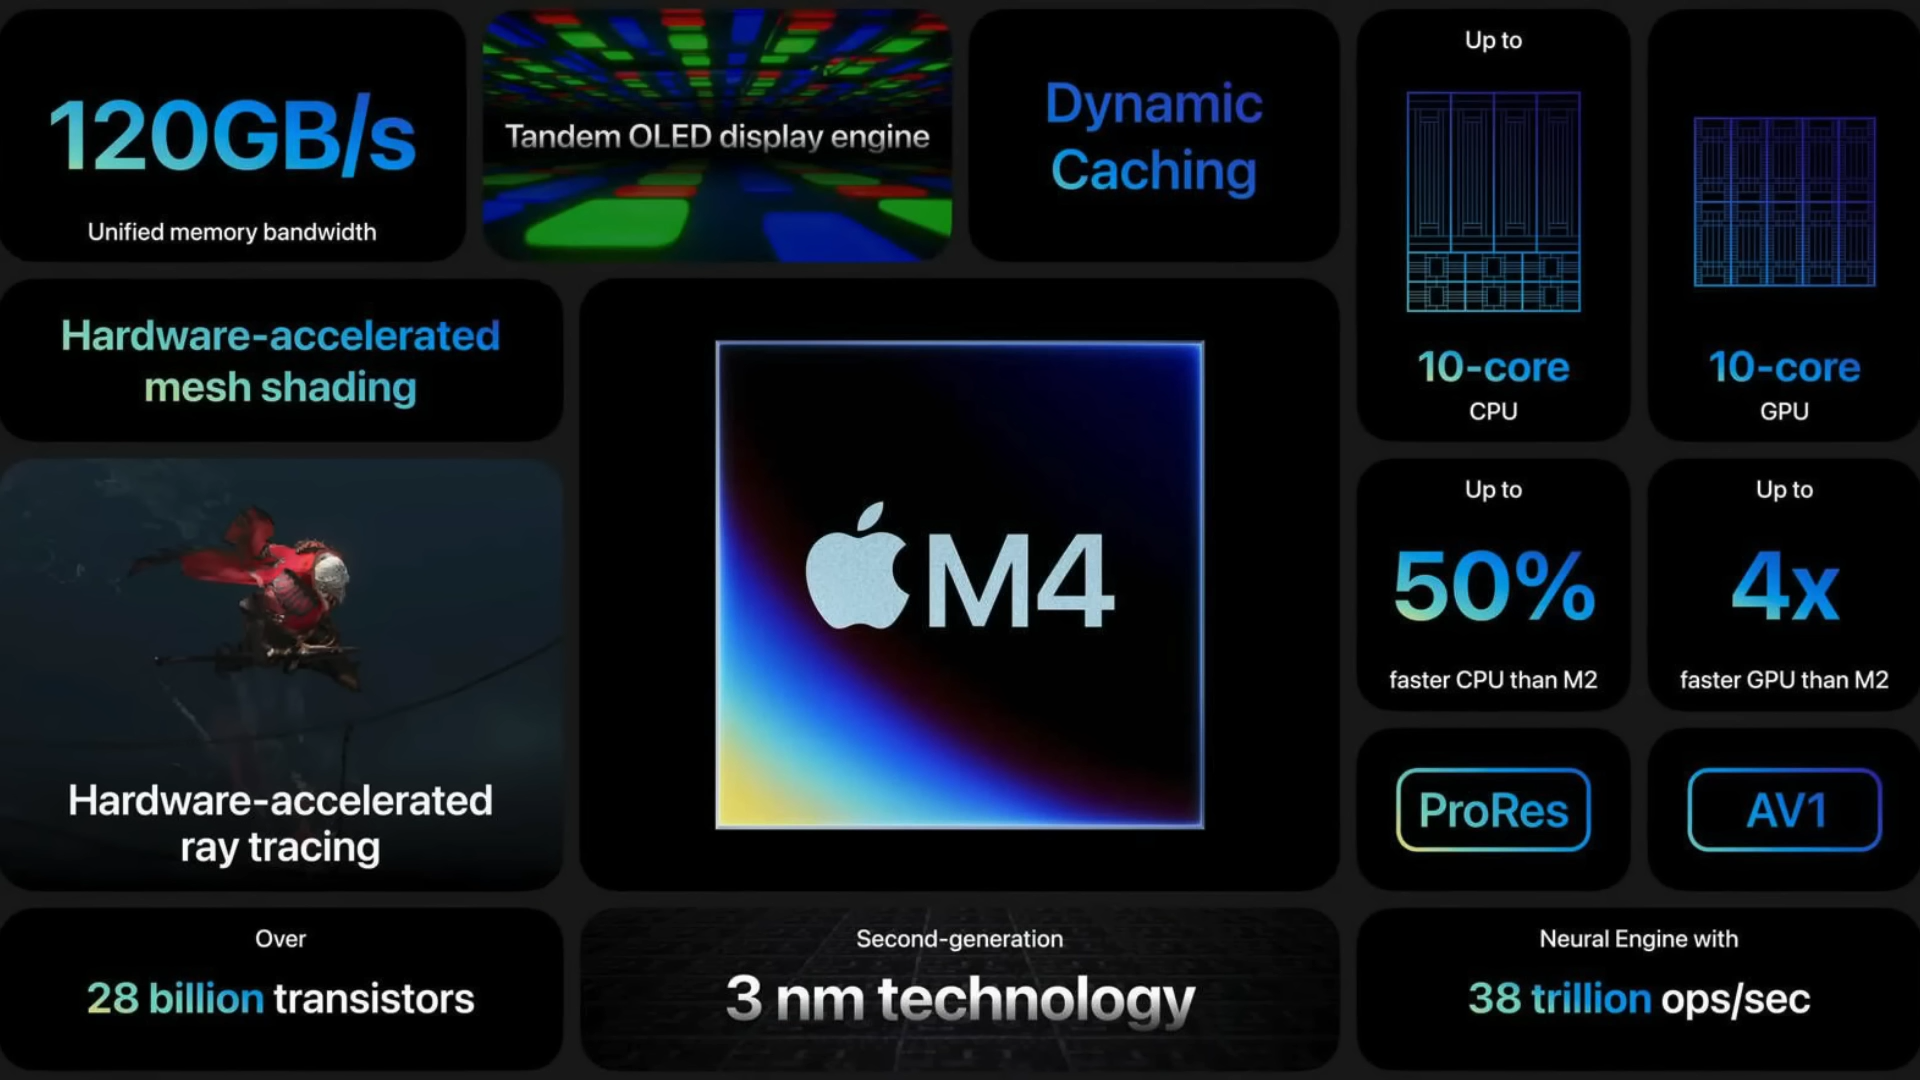 120GB/s
Unified memory bandwidth
Tandem OLED display engine
Dynamic
Caching
Up to
10-core
CPU
10-core
GPU
Hardware-accelerated
mesh shading
M4
Up to
50%
faster CPU than M2
Up to
4x
faster GPU than M2
Hardware-accelerated
ray tracing
ProRes
AV1
Over
28 billion transistors
Second-generation
3 nm technology
Neural Engine with
38 trillion ops/sec